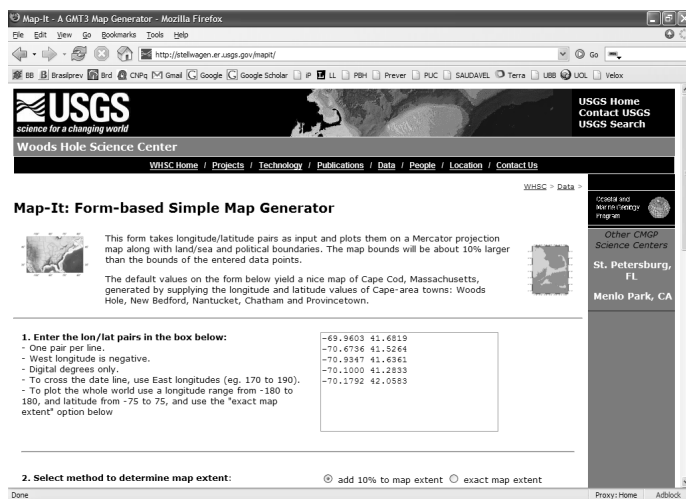 Map-It - A GMT3 Map Generator - Mozilla Firefox
File Edit View Go Bookmarks Tools Help
http://stellwagen.er.usgs.gov/mapit/ Go
BB Brasilprev Brd CNPq Gmail Google Google Scholar iP LL PBH Prever PUC SAUDAVEL Terra UBB UOL Velox
USGS
science for a changing world
USGS Home
Contact USGS
USGS Search
Woods Hole Science Center
WHSC Home / Projects / Technology / Publications / Data / People / Location / Contact Us
WHSC > Data >
Coastal and
Marine Geology
Program
Other CMGP
Science Centers
St. Petersburg,
FL
Menlo Park, CA
Map-It: Form-based Simple Map Generator
This form takes longitude/latitude pairs as input and plots them on a Mercator projection
map along with land/sea and political boundaries. The map bounds will be about 10% larger
than the bounds of the entered data points.
The default values on the form below yield a nice map of Cape Cod, Massachusetts,
generated by supplying the longitude and latitude values of Cape-area towns: Woods
Hole, New Bedford, Nantucket, Chatham and Provincetown.
1. Enter the lon/lat pairs in the box below:
- One pair per line.
- West longitude is negative.
- Digital degrees only.
- To cross the date line, use East longitudes (eg. 170 to 190).
- To plot the whole world use a longitude range from -180 to
180, and latitude from -75 to 75, and use the "exact map
extent" option below
-69.9603 41.6819
-70.6736 41.5264
-70.9347 41.6361
-70.1000 41.2833
-70.1792 42.0583
2. Select method to determine map extent:
add 10% to map extent exact map extent
Done
Proxy: Home Adblock